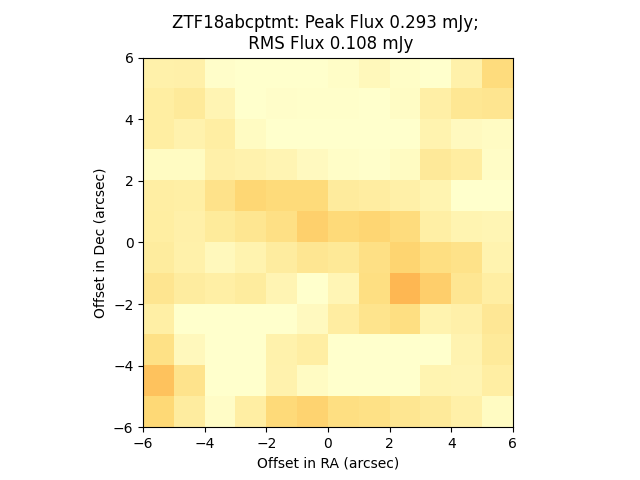 ZTF18abcptmt: Peak Flux 0.293 mJy;
RMS Flux 0.108 mJy
6
4
2
0
−2
−4
−6
Offset in Dec (arcsec)
−6 −4 −2 0 2 4 6
Offset in RA (arcsec)